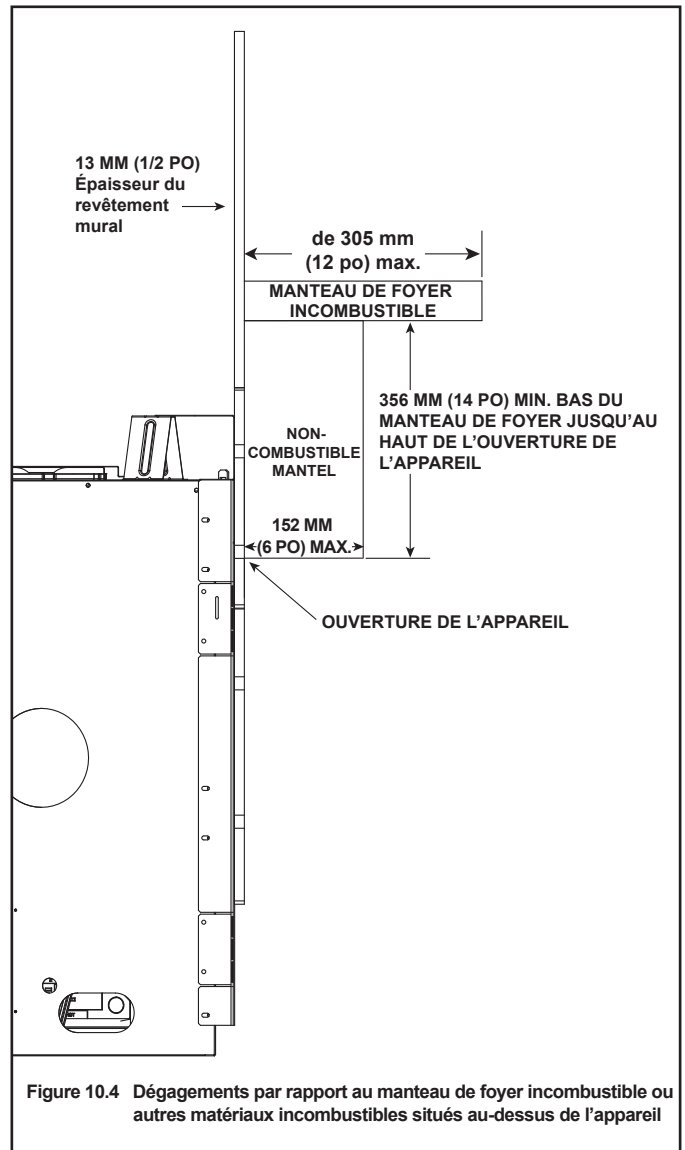 13 MM (1/2 PO)
Épaisseur du
revêtement
mural
de 305 mm
(12 po) max.
MANTEAU DE FOYER
INCOMBUSTIBLE
356 MM (14 PO) MIN. BAS DU
MANTEAU DE FOYER JUSQU’AU
HAUT DE L’OUVERTURE DE
L’APPAREIL
NON-
COMBUSTIBLE
MANTEL
152 MM
(6 PO) MAX.
OUVERTURE DE L’APPAREIL
Figure 10.4 Dégagements par rapport au manteau de foyer incombustible ou
autres matériaux incombustibles situés au-dessus de l’appareil